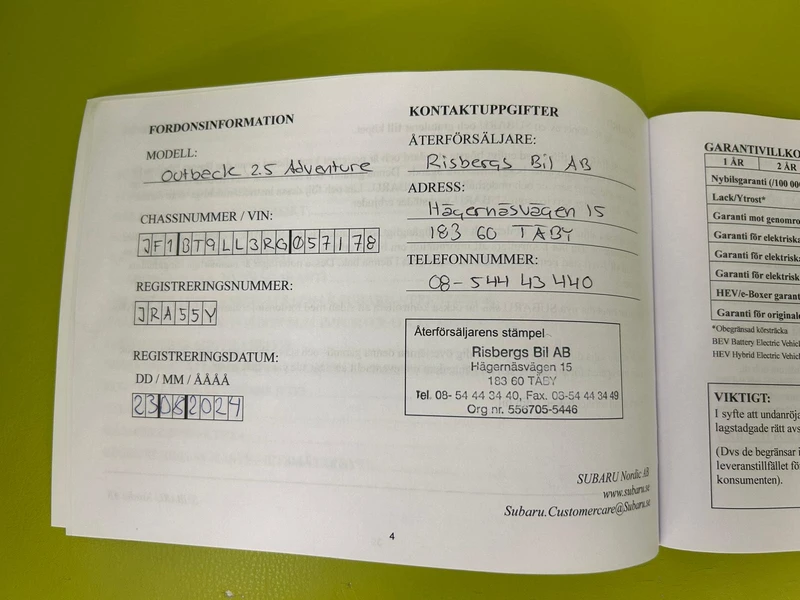 FORDONSINFORMATION
MODELL:
Outbeck 2.5 Adventure
CHASSINUMMER / VIN:
JF1BT9LL3RG057178
REGISTRERINGSNUMMER:
JRA55Y
REGISTRERINGSDATUM:
DD / MM / ÅÅÅÅ
23082024
KONTAKTUPPGIFTER
ÅTERFÖRSÄLJARE:
Risbergs Bil AB
ADRESS:
Hägernäsvägen 15
183 60 TÄBY
TELEFONNUMMER:
08-544 43 440
Återförsäljarens stämpel
Risbergs Bil AB
Hägernäsvägen 15
183 60 TÄBY
Tel. 08- 54 44 34 40, Fax. 08-54 44 34 49
Org nr. 556705-5446
SUBARU Nordic AB
www.subaru.se
Subaru.Customercare@Subaru.se
4
GARANTIVILLKO
1 ÅR 2 ÅR
Nybilsgaranti (/100 00
Lack/Ytrost*
Garanti mot genomro
Garanti för elektriska
Garanti för elektriska
Garanti för elektrisk
HEV/e-Boxer garant
Garanti för originale
*Obegränsad körsträcka
BEV Battery Electric Vehicl
HEV Hybrid Electric Vehicl
VIKTIGT:
I syfte att undanröja
lagstadgade rätt avs
(Dvs de begränsar i
leveranstillfället fö
konsumenten).